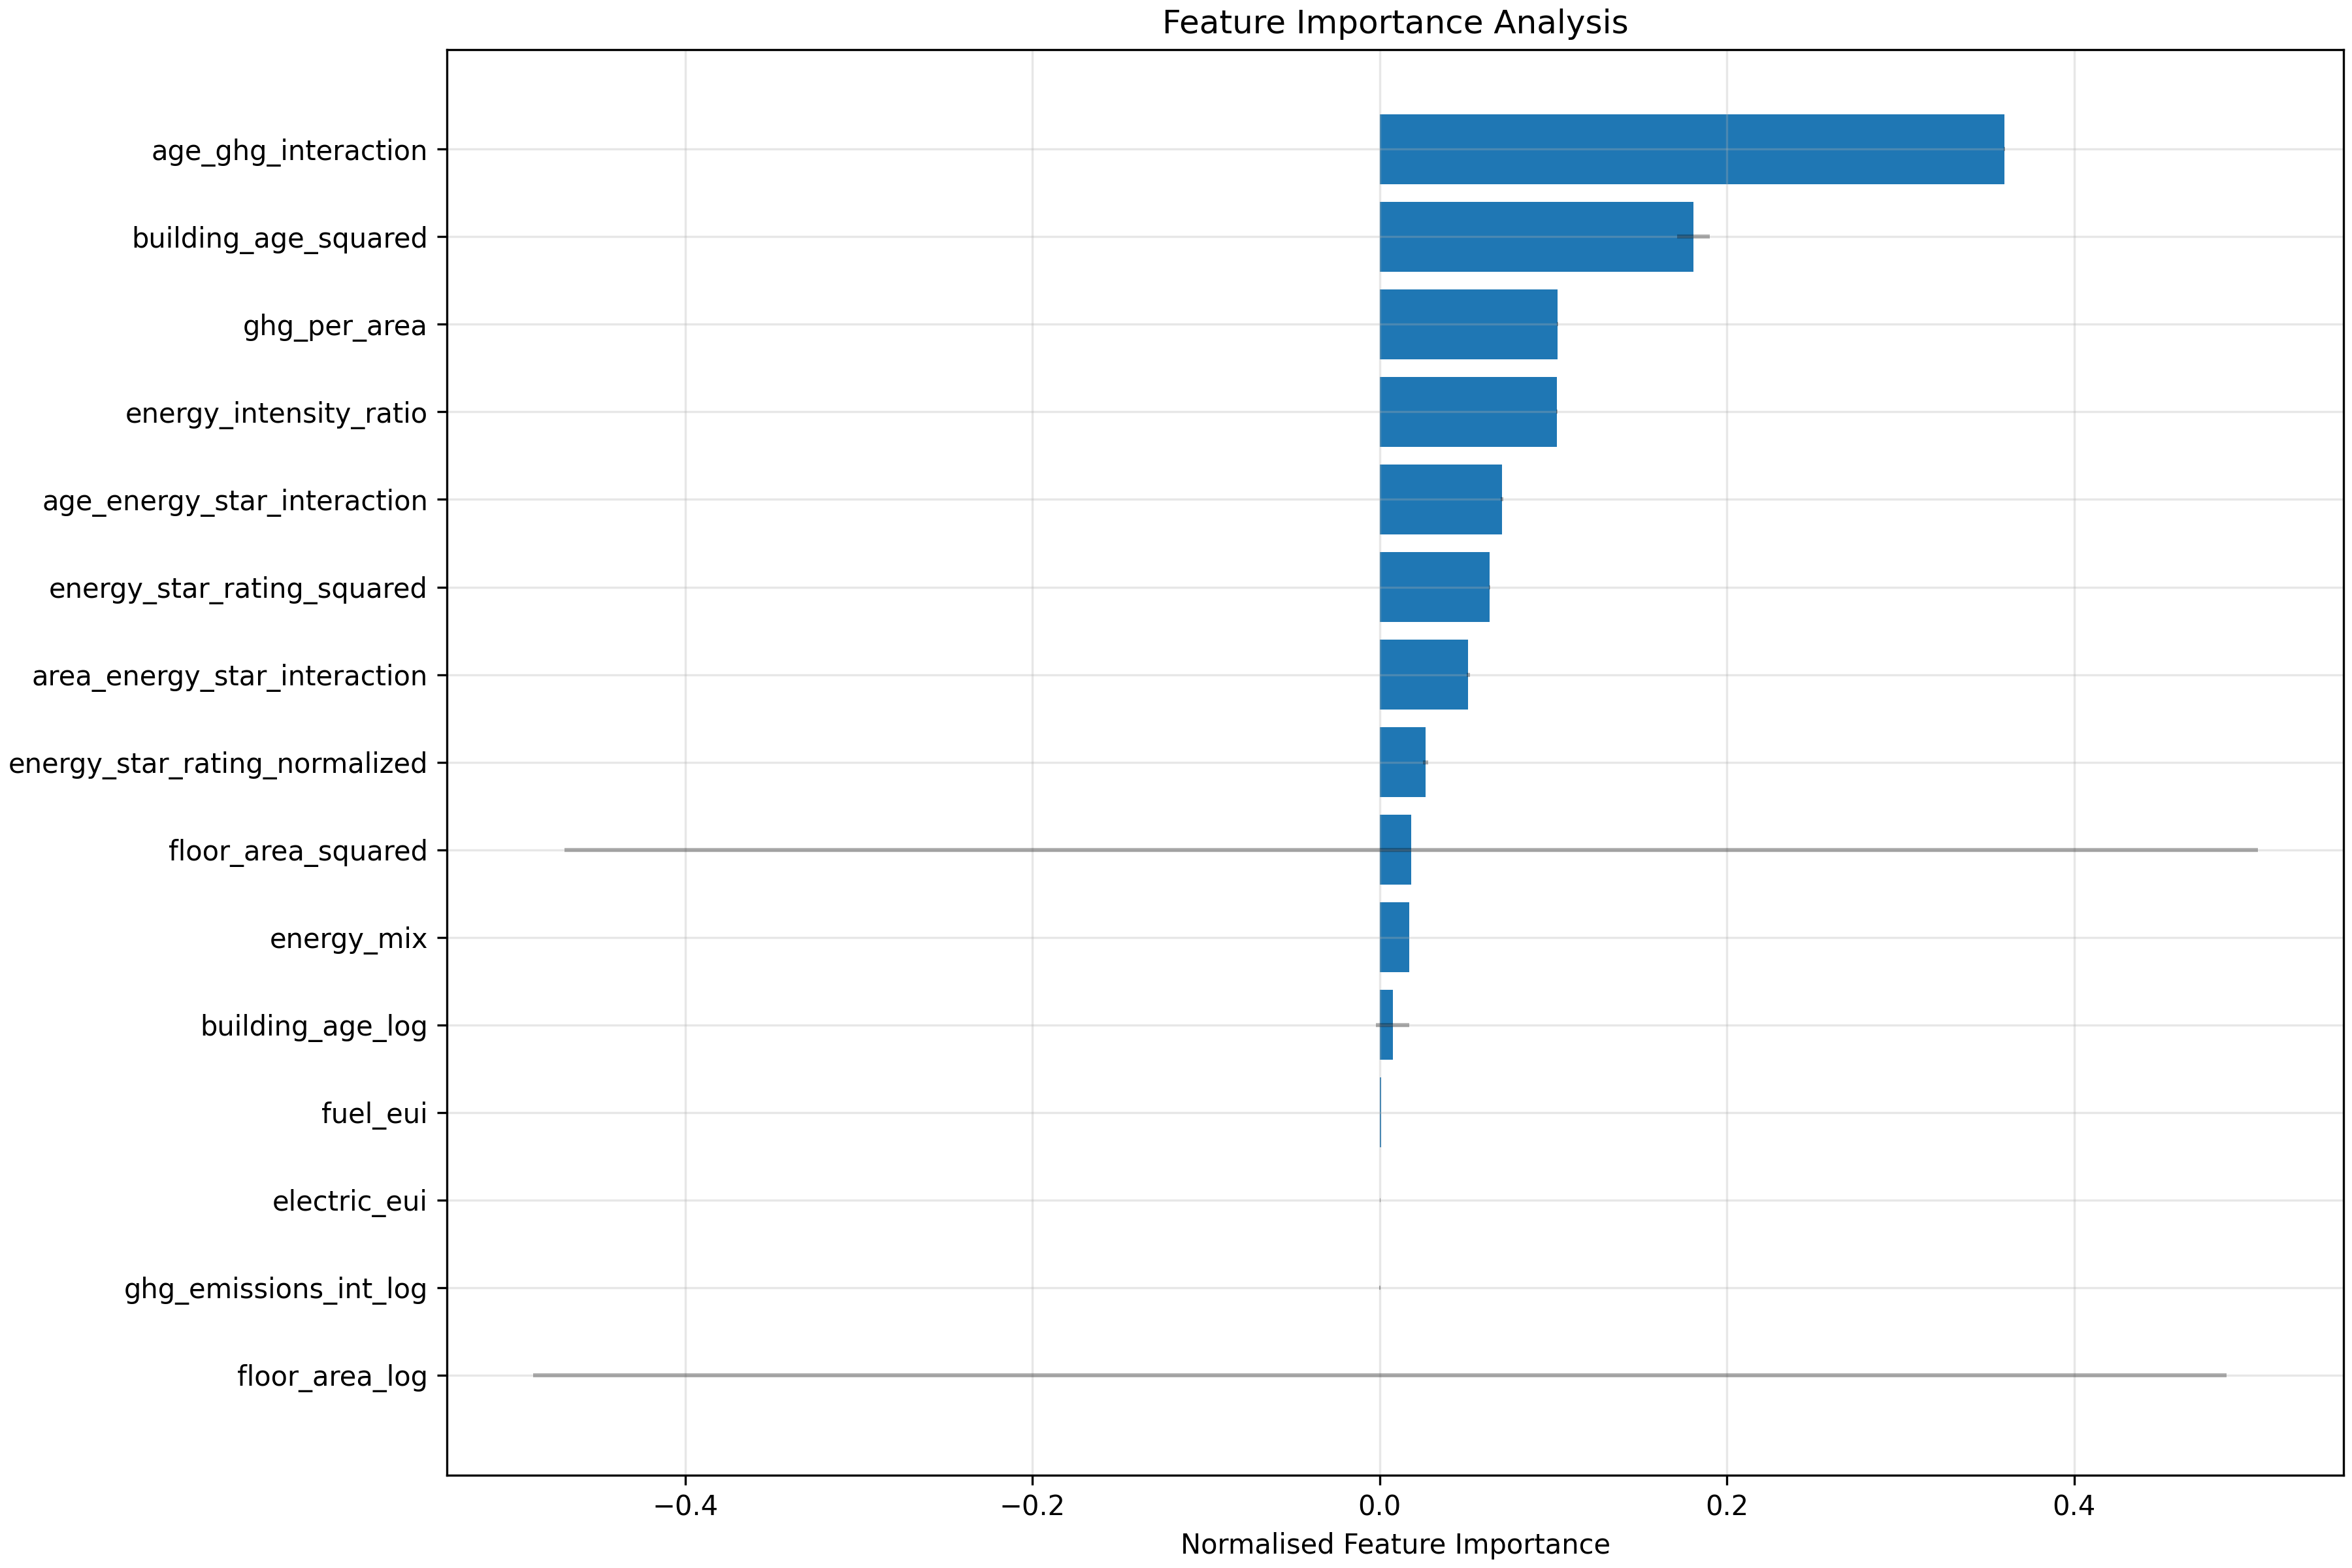 Feature Importance Analysis
age_ghg_interaction
building_age_squared
ghg_per_area
energy_intensity_ratio
age_energy_star_interaction
energy_star_rating_squared
area_energy_star_interaction
energy_star_rating_normalized
floor_area_squared
energy_mix
building_age_log
fuel_eui
electric_eui
ghg_emissions_int_log
floor_area_log
−0.4 −0.2 0.0 0.2 0.4
Normalised Feature Importance